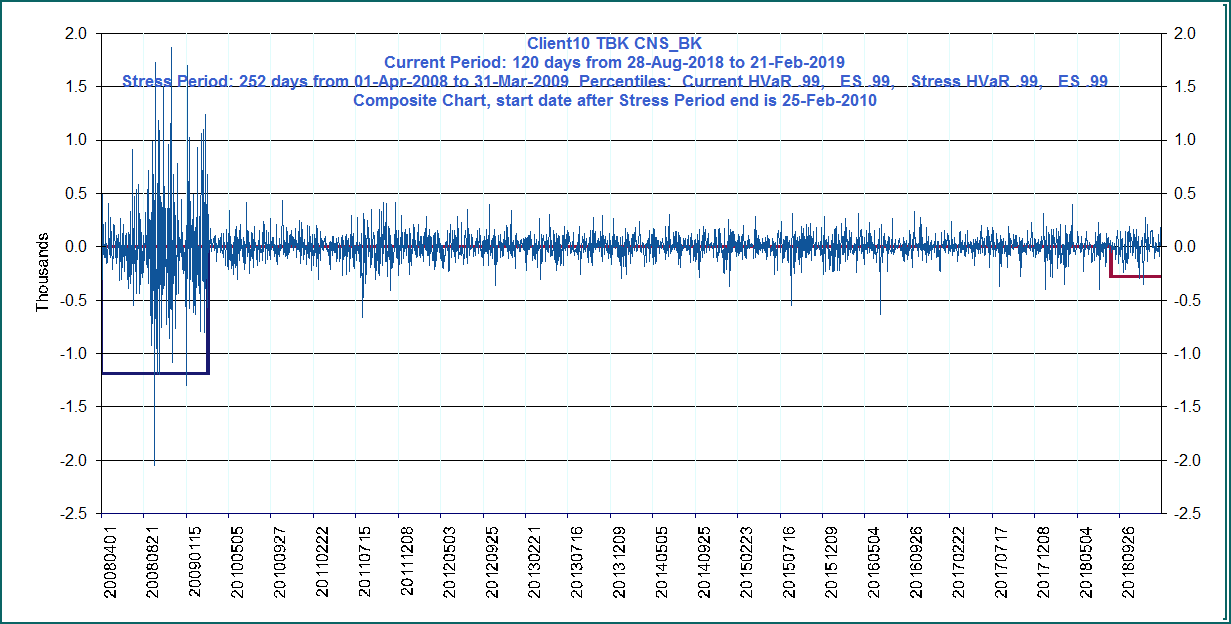 Client10 TBK CNS_BK
Current Period: 120 days from 28-Aug-2018 to 21-Feb-2019
Stress Period: 252 days from 01-Apr-2008 to 31-Mar-2009 Percentiles: Current HVaR .99, ES .99, Stress HVaR .99, ES .99
Composite Chart, start date after Stress Period end is 25-Feb-2010
2.0 2.0
1.5 1.5
1.0 1.0
0.5 0.5
0.0 0.0
-0.5 -0.5
-1.0 -1.0
-1.5 -1.5
-2.0 -2.0
-2.5 -2.5
Thousands
20080401 20080821 20090115 20100505 20100927 20110222 20110715 20111208 20120503 20120925 20130221 20130716 20131209 20140505 20140925 20150223 20150716 20151209 20160504 20160926 20170222 20170717 20171208 20180504 20180926